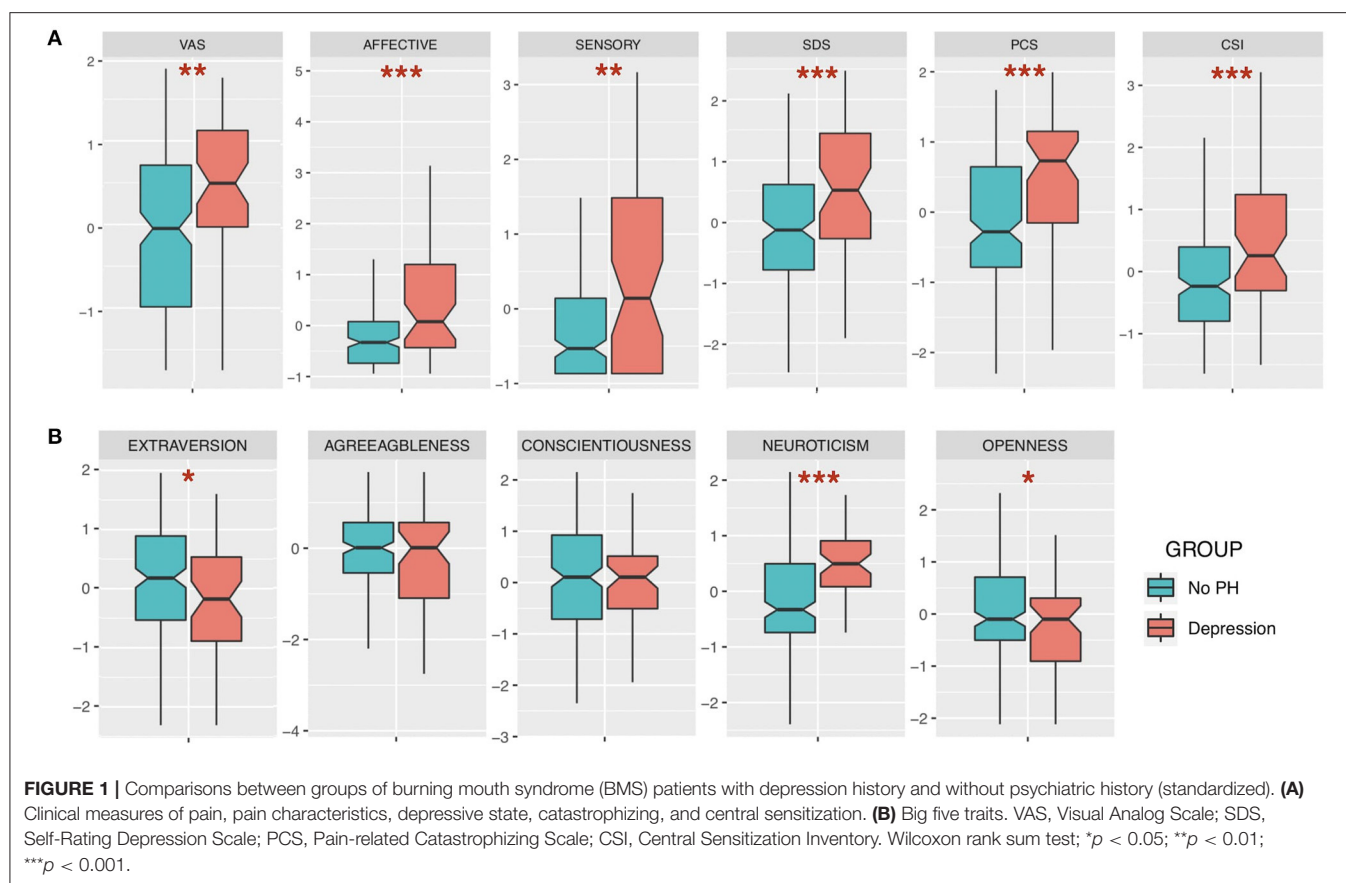 A
VAS AFFECTIVE SENSORY SDS PCS CSI
** *** ** *** *** ***
2 1 0 −1
5 4 3 2 1 0 −1
3 2 1 0 −1
2 1 0 −1 −2
2 1 0 −1 −2
3 2 1 0 −1
B
EXTRAVERSION AGREEAGBLENESS CONSCIENTIOUSNESS NEUROTICISM OPENNESS
* *** *
2 1 0 −1 −2
0 −2 −4
2 1 0 −1 −2 −3
2 1 0 −1 −2
2 1 0 −1 −2
GROUP
No PH
Depression
FIGURE 1 | Comparisons between groups of burning mouth syndrome (BMS) patients with depression history and without psychiatric history (standardized). (A)
Clinical measures of pain, pain characteristics, depressive state, catastrophizing, and central sensitization. (B) Big five traits. VAS, Visual Analog Scale; SDS,
Self-Rating Depression Scale; PCS, Pain-related Catastrophizing Scale; CSI, Central Sensitization Inventory. Wilcoxon rank sum test; *p < 0.05; **p < 0.01;
***p < 0.001.